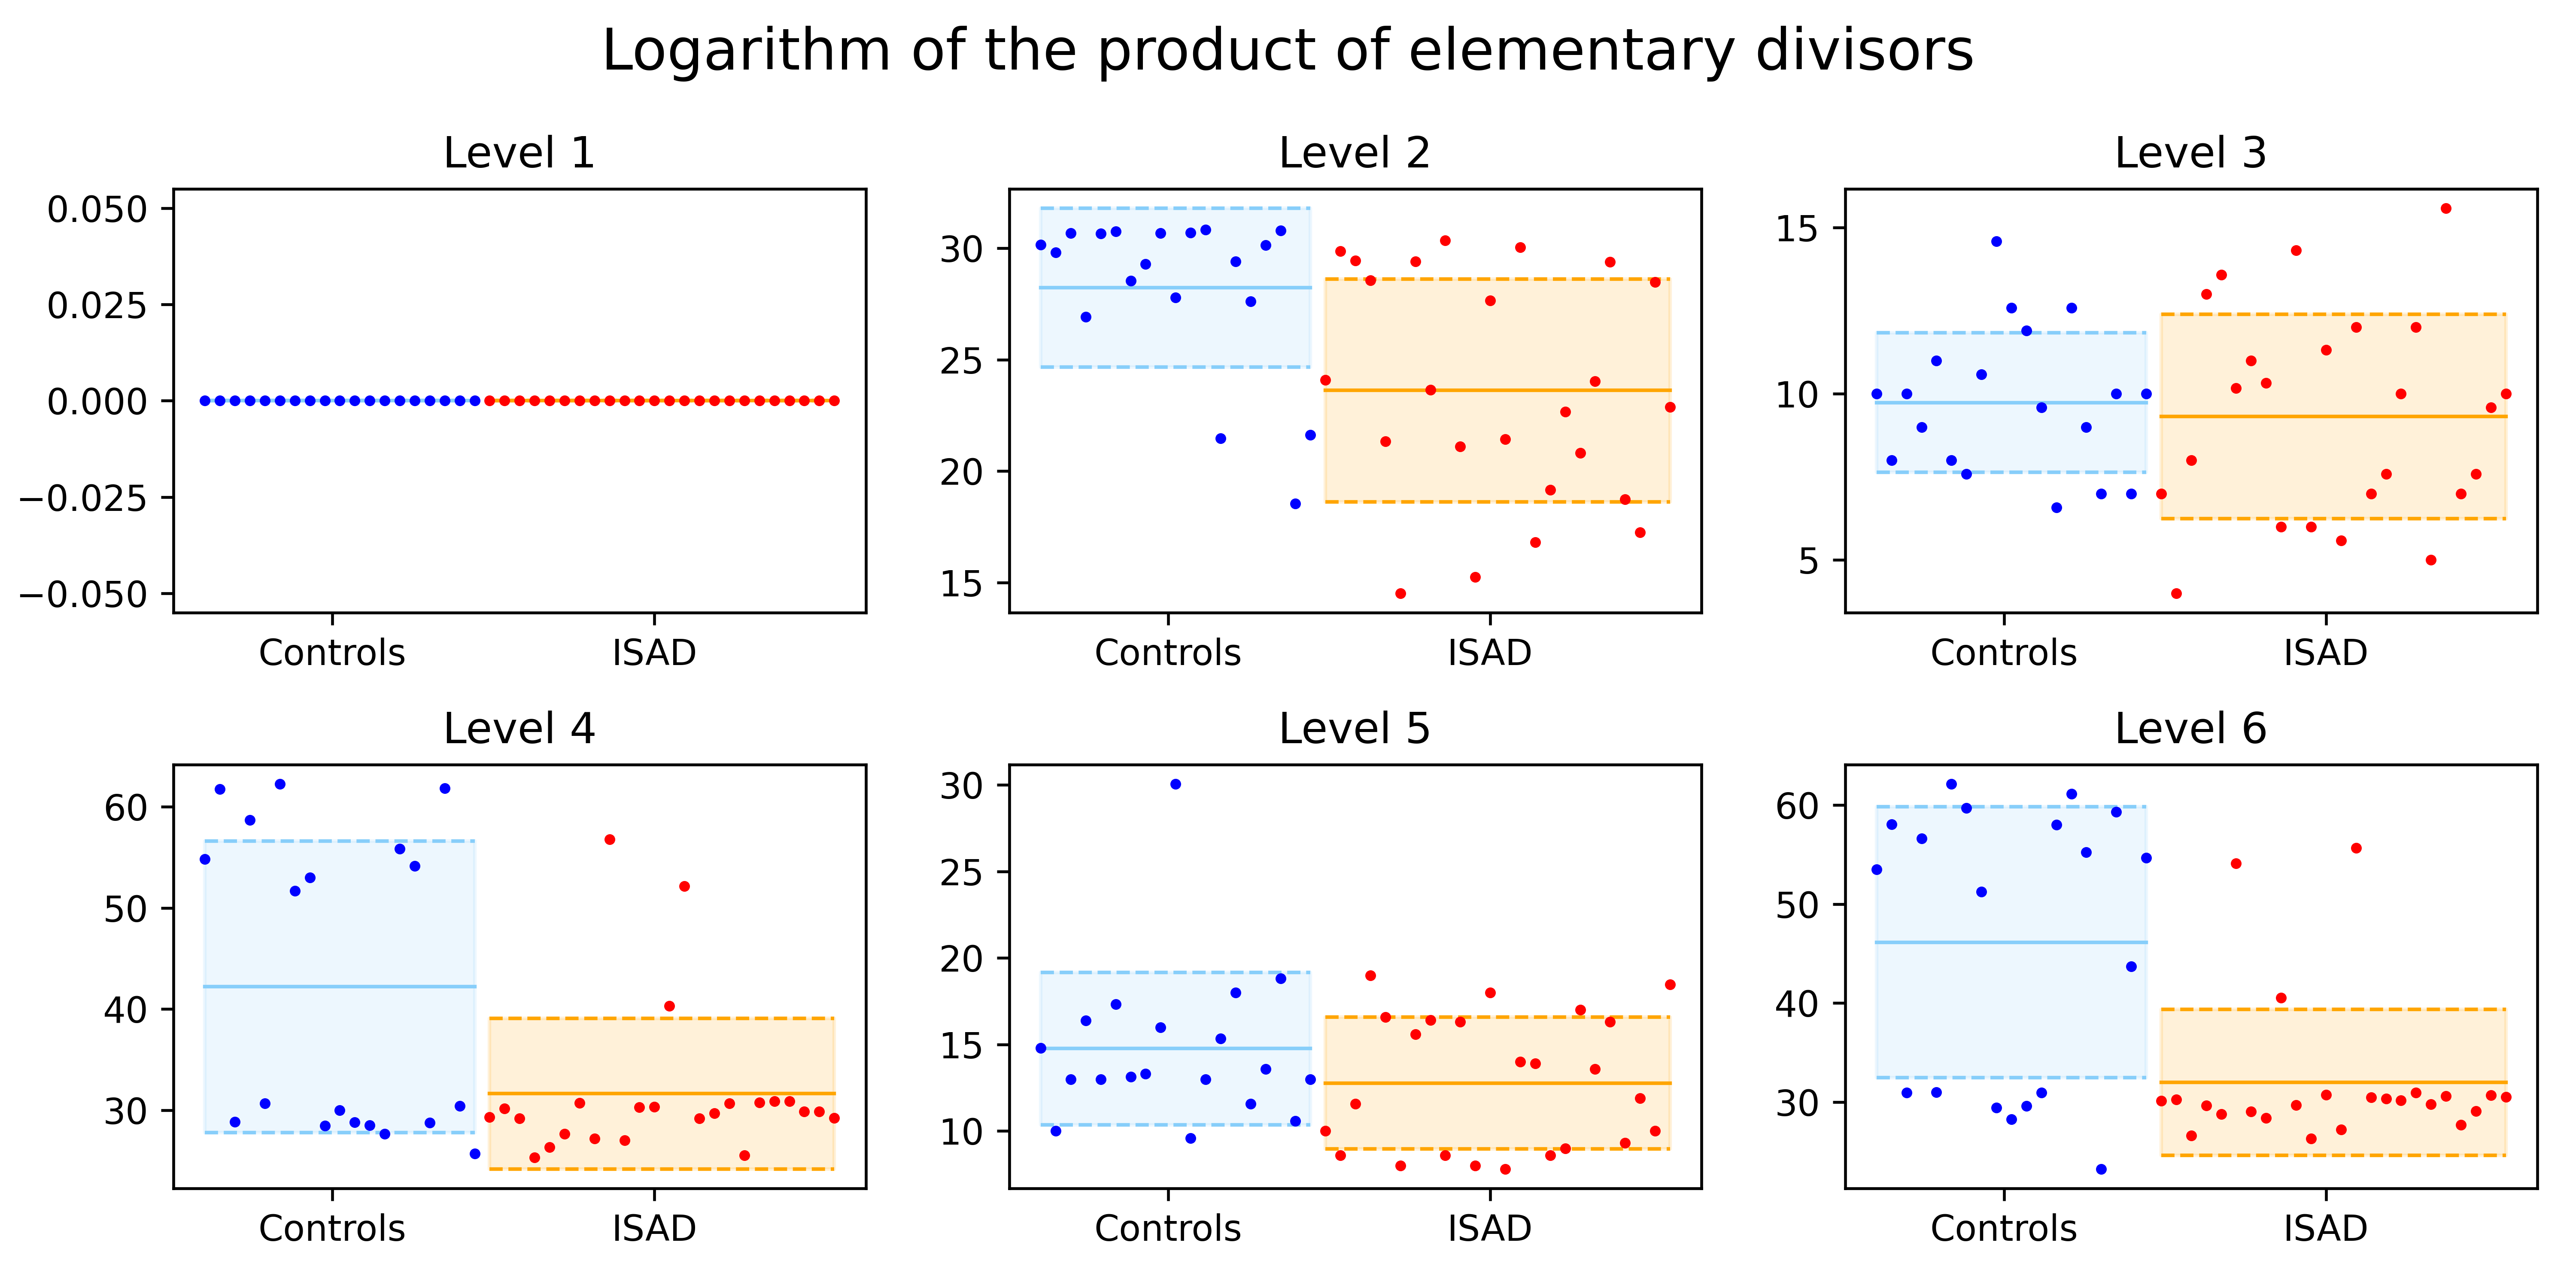 Logarithm of the product of elementary divisors
Level 1
0.050
0.025
0.000
−0.025
−0.050
Controls ISAD
Level 2
30
25
20
15
Controls ISAD
Level 3
15
10
5
Controls ISAD
Level 4
60
50
40
30
Controls ISAD
Level 5
30
25
20
15
10
Controls ISAD
Level 6
60
50
40
30
Controls ISAD